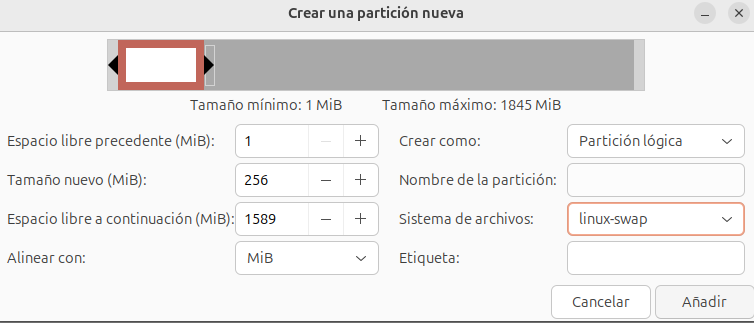 Crear una partición nueva
Tamaño mínimo: 1 MiB Tamaño máximo: 1845 MiB
Espacio libre precedente (MiB): 1 Crear como: Partición lógica
Tamaño nuevo (MiB): 256 Nombre de la partición:
Espacio libre a continuación (MiB): 1589 Sistema de archivos: linux-swap
Alinear con: MiB Etiqueta:
Cancelar Añadir